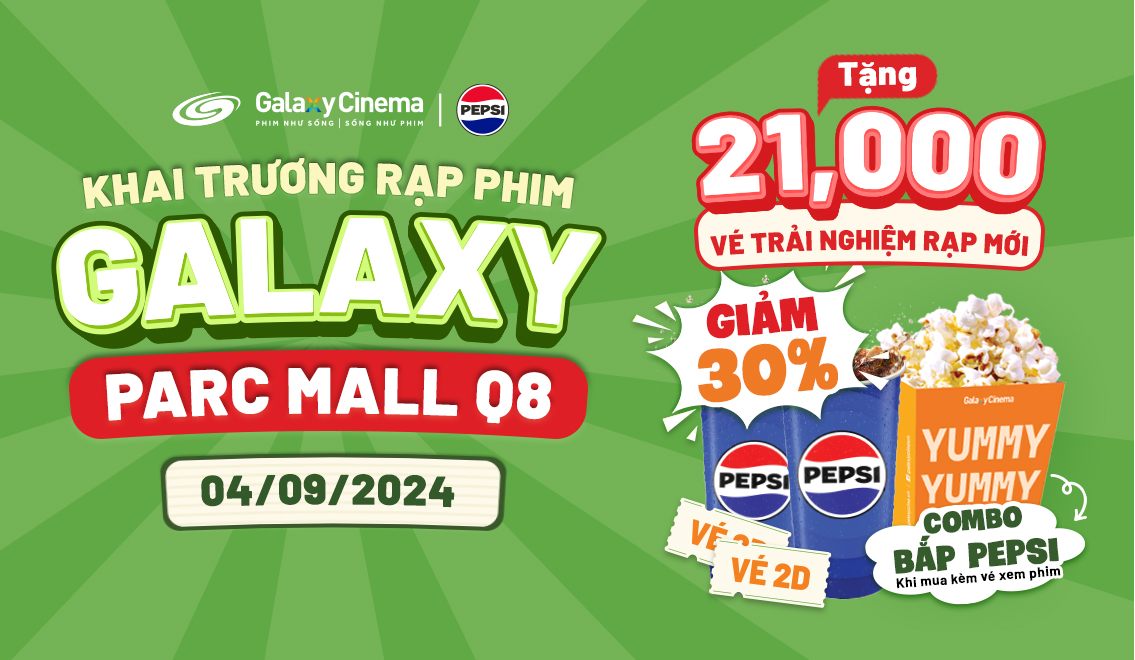 Galaxy Cinema
PHIM NHƯ SỐNG | SỐNG NHƯ PHIM
PEPSI
KHAI TRƯƠNG RẠP PHIM
GALAXY
PARC MALL Q8
04/09/2024
Tặng
21,000
VÉ TRẢI NGHIỆM RẠP MỚI
GIẢM
30%
Galaxy Cinema
YUMMY
YUMMY
PEPSI
PEPSI
VÉ 2D
VÉ 2D
COMBO
BẮP PEPSI
Khi mua kèm vé xem phim